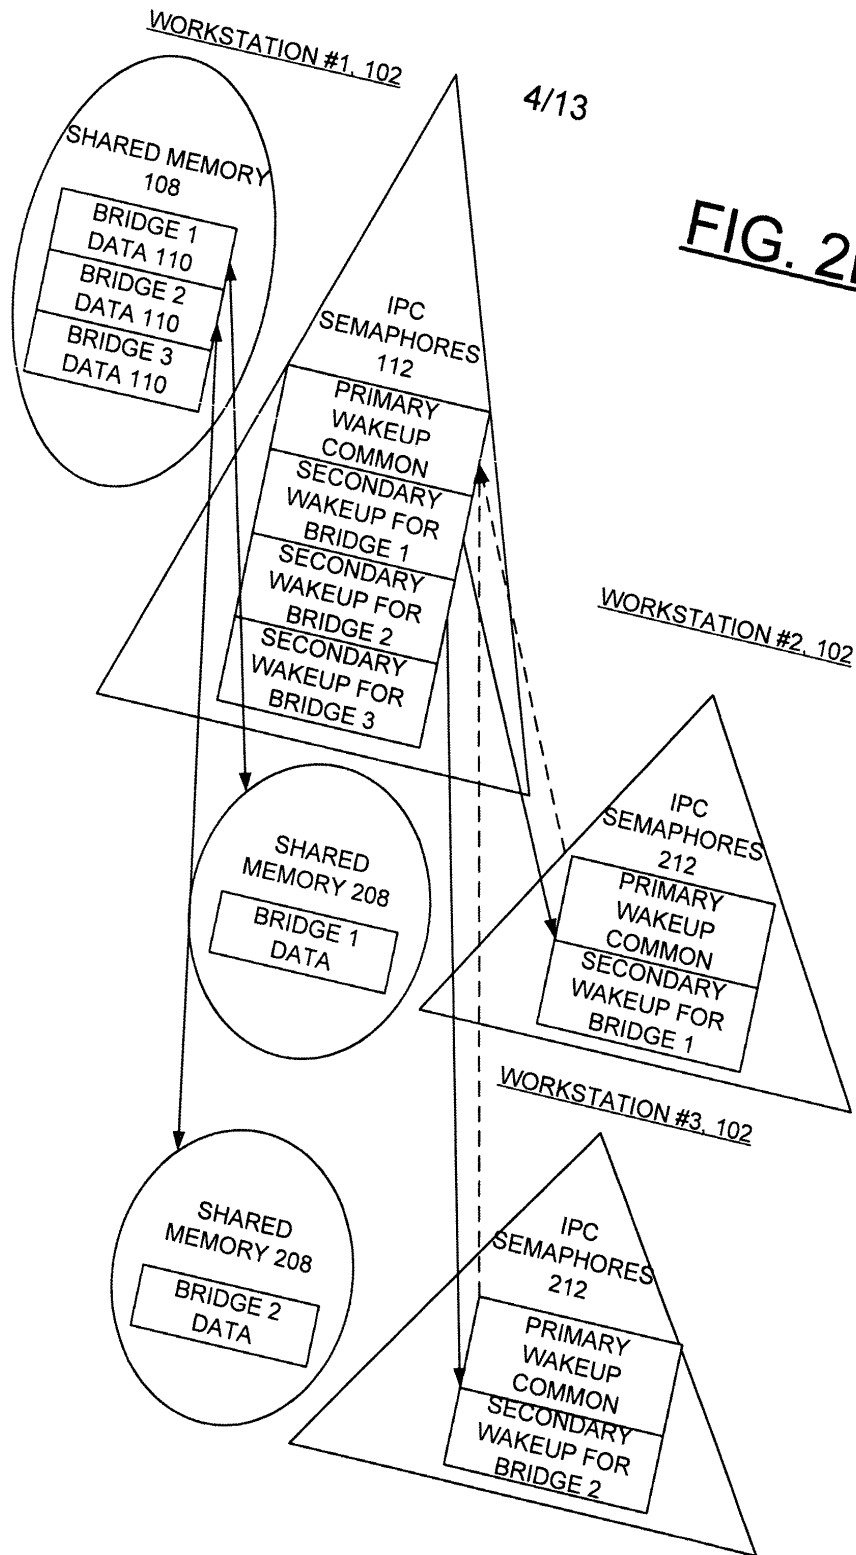 WORKSTATION #1, 102
4/13
FIG. 2
SHARED MEMORY
108
BRIDGE 1
DATA 110
BRIDGE 2
DATA 110
BRIDGE 3
DATA 110
IPC
SEMAPHORES
112
PRIMARY
WAKEUP
COMMON
SECONDARY
WAKEUP FOR
BRIDGE 1
SECONDARY
WAKEUP FOR
BRIDGE 2
SECONDARY
WAKEUP FOR
BRIDGE 3
WORKSTATION #2, 102
IPC
SEMAPHORES
212
PRIMARY
WAKEUP
COMMON
SECONDARY
WAKEUP FOR
BRIDGE 1
SHARED
MEMORY 208
BRIDGE 1
DATA
WORKSTATION #3, 102
IPC
SEMAPHORES
212
PRIMARY
WAKEUP
COMMON
SECONDARY
WAKEUP FOR
BRIDGE 2
SHARED
MEMORY 208
BRIDGE 2
DATA